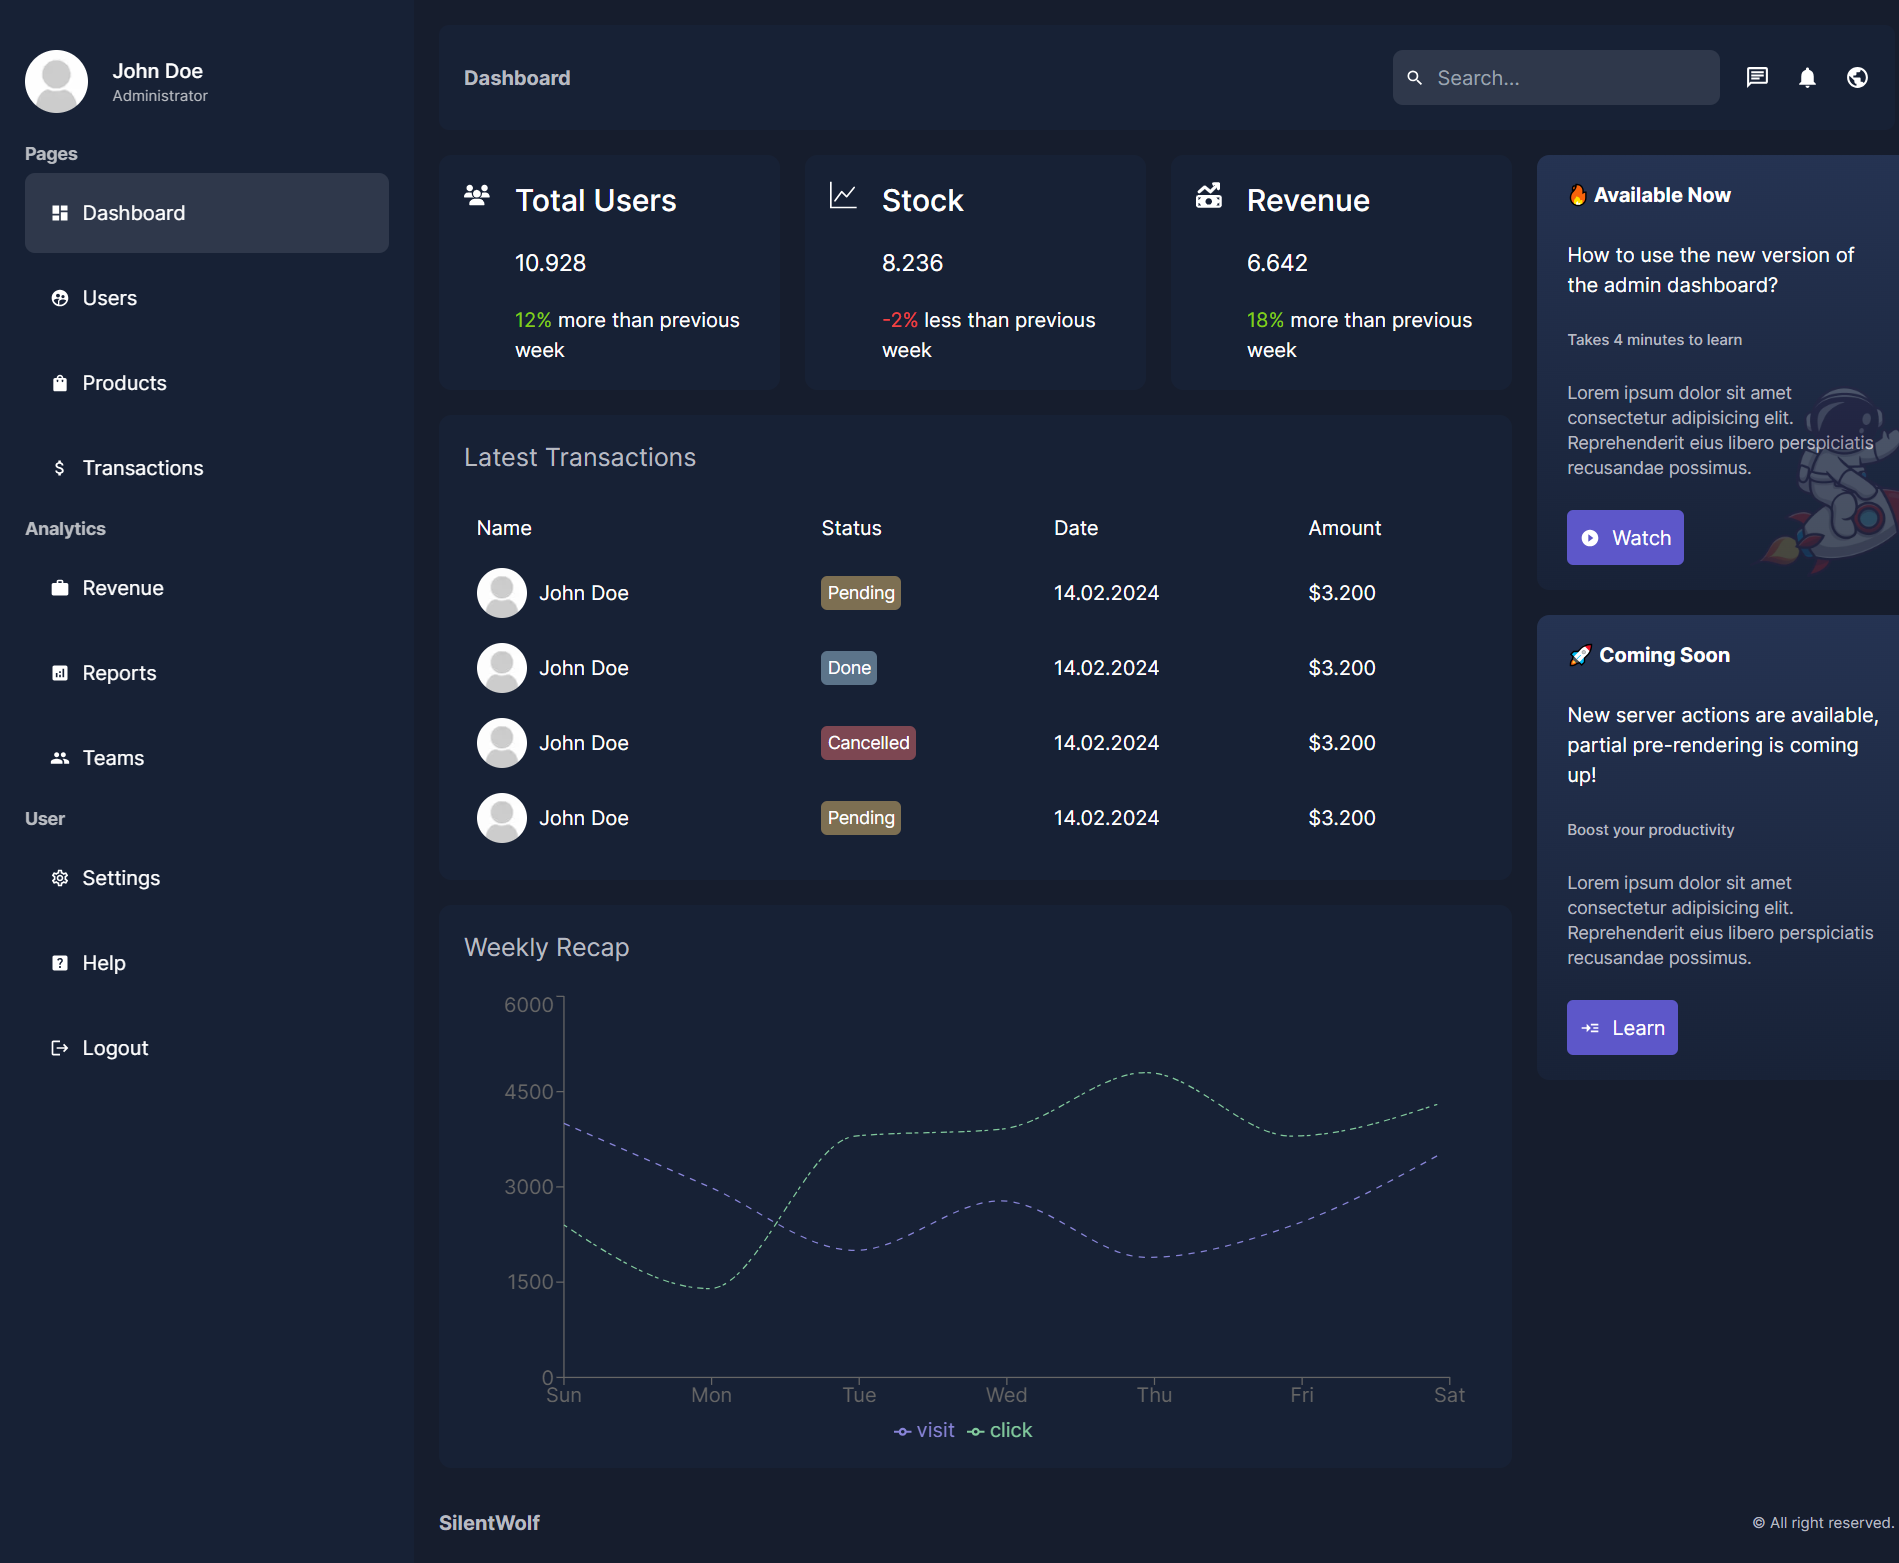 John Doe
Administrator
Pages
Dashboard
Users
Products
Transactions
Analytics
Revenue
Reports
Teams
User
Settings
Help
Logout
Dashboard
Search...
Total Users
10.928
12% more than previous
week
Stock
8.236
-2% less than previous
week
Revenue
6.642
18% more than previous
week
Latest Transactions
Name Status Date Amount
John Doe Pending 14.02.2024 $3.200
John Doe Done 14.02.2024 $3.200
John Doe Cancelled 14.02.2024 $3.200
John Doe Pending 14.02.2024 $3.200
Weekly Recap
6000
4500
3000
1500
0
Sun Mon Tue Wed Thu Fri Sat
visit click
🔥 Available Now
How to use the new version of
the admin dashboard?
Takes 4 minutes to learn
Lorem ipsum dolor sit amet
consectetur adipisicing elit.
Reprehenderit eius libero perspiciatis
recusandae possimus.
Watch
🚀 Coming Soon
New server actions are available,
partial pre-rendering is coming
up!
Boost your productivity
Lorem ipsum dolor sit amet
consectetur adipisicing elit.
Reprehenderit eius libero perspiciatis
recusandae possimus.
Learn
SilentWolf
© All right reserved.